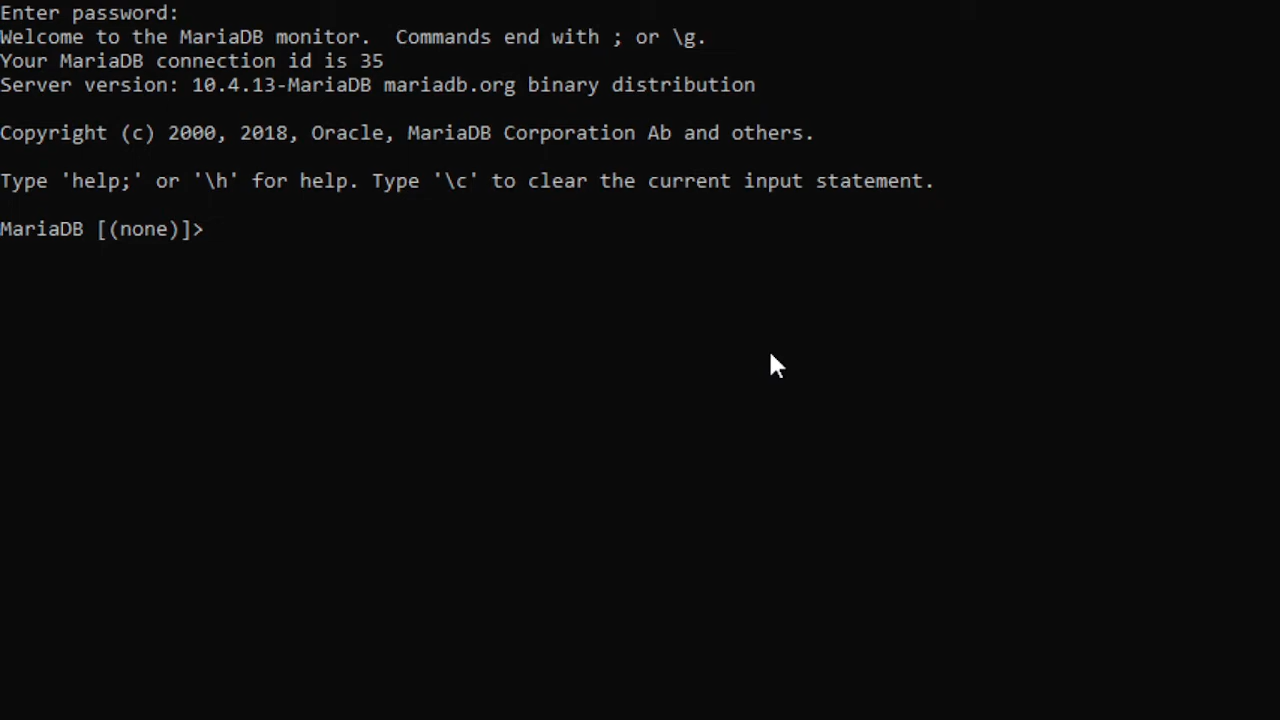 Enter password:
Welcome to the MariaDB monitor.  Commands end with ; or \g.
Your MariaDB connection id is 35
Server version: 10.4.13-MariaDB mariadb.org binary distribution
Copyright (c) 2000, 2018, Oracle, MariaDB Corporation Ab and others.
Type 'help;' or '\h' for help. Type '\c' to clear the current input statement.
MariaDB [(none)]>